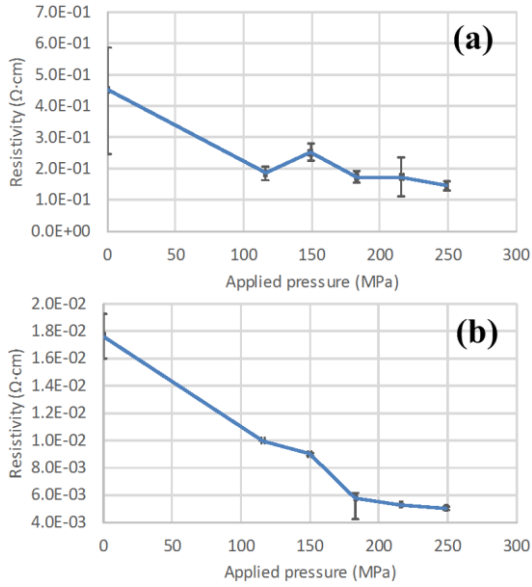 7.0E-01
(a)
6.0E-01
5.0E-01
4.0E-01
3.0E-01
2.0E-01
1.0E-01
0.0E+00
Resistivity (Ω·cm)
0 50 100 150 200 250 300
Applied pressure (MPa)
2.0E-02
(b)
1.8E-02
1.6E-02
1.4E-02
1.2E-02
1.0E-02
8.0E-03
6.0E-03
4.0E-03
Resistivity (Ω·cm)
0 50 100 150 200 250 300
Applied pressure (MPa)